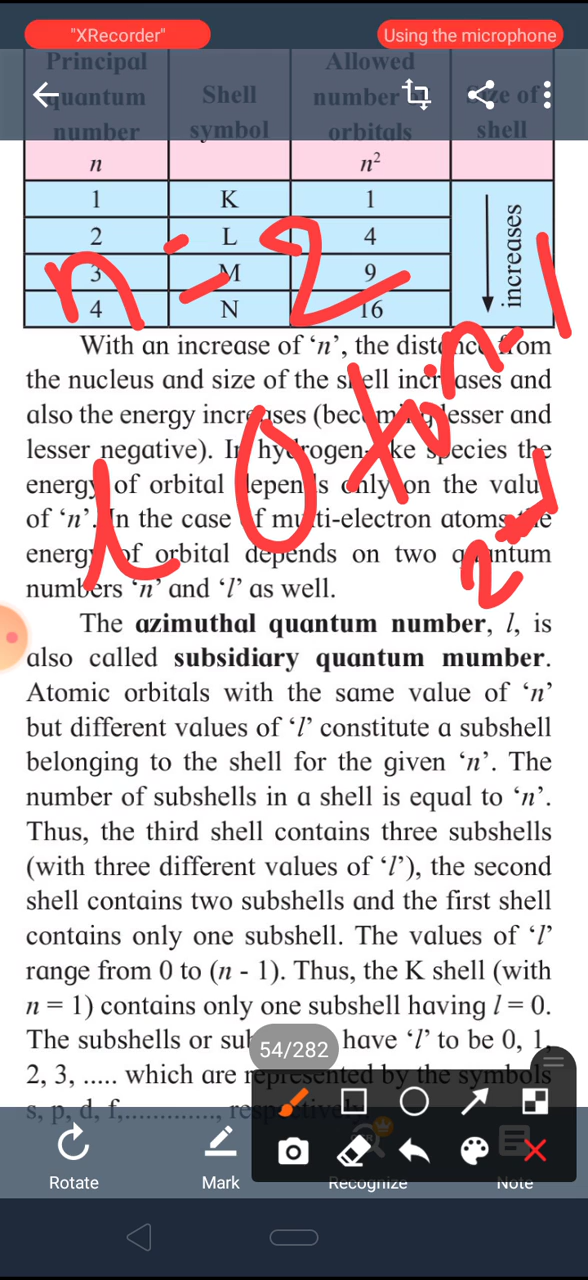 "XRecorder"
Using the microphone
Principal quantum number
Shell symbol
Allowed number orbitals
of shell
n
n²
1 K 1
2 L 4
3 M 9
4 N 16
increases
n = 2
l 0 to n-1
2nd
With an increase of ‘n’, the distance from
the nucleus and size of the shell increases and
also the energy increases (becoming lesser and
lesser negative). In hydrogen-like species the
energy of orbital depends only on the value
of ‘n’. In the case of multi-electron atoms the
energy of orbital depends on two quantum
numbers ‘n’ and ‘l’ as well.
The azimuthal quantum number, l, is
also called subsidiary quantum mumber.
Atomic orbitals with the same value of ‘n’
but different values of ‘l’ constitute a subshell
belonging to the shell for the given ‘n’. The
number of subshells in a shell is equal to ‘n’.
Thus, the third shell contains three subshells
(with three different values of ‘l’), the second
shell contains two subshells and the first shell
contains only one subshell. The values of ‘l’
range from 0 to (n - 1). Thus, the K shell (with
n = 1) contains only one subshell having l = 0.
The subshells or sub have ‘l’ to be 0, 1,
54/282
2, 3, ..... which are represented by the symbols
s, p, d, f,.............., respectively.
Rotate
Mark
Recognize
Note